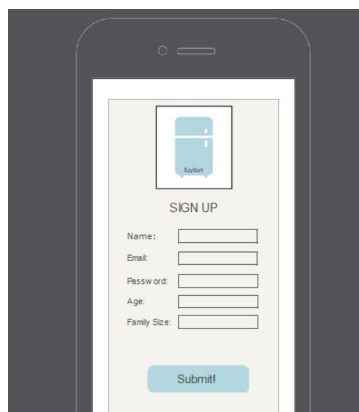 EzySort
SIGN UP
Name:
Email:
Password:
Age:
Family Size:
Submit!